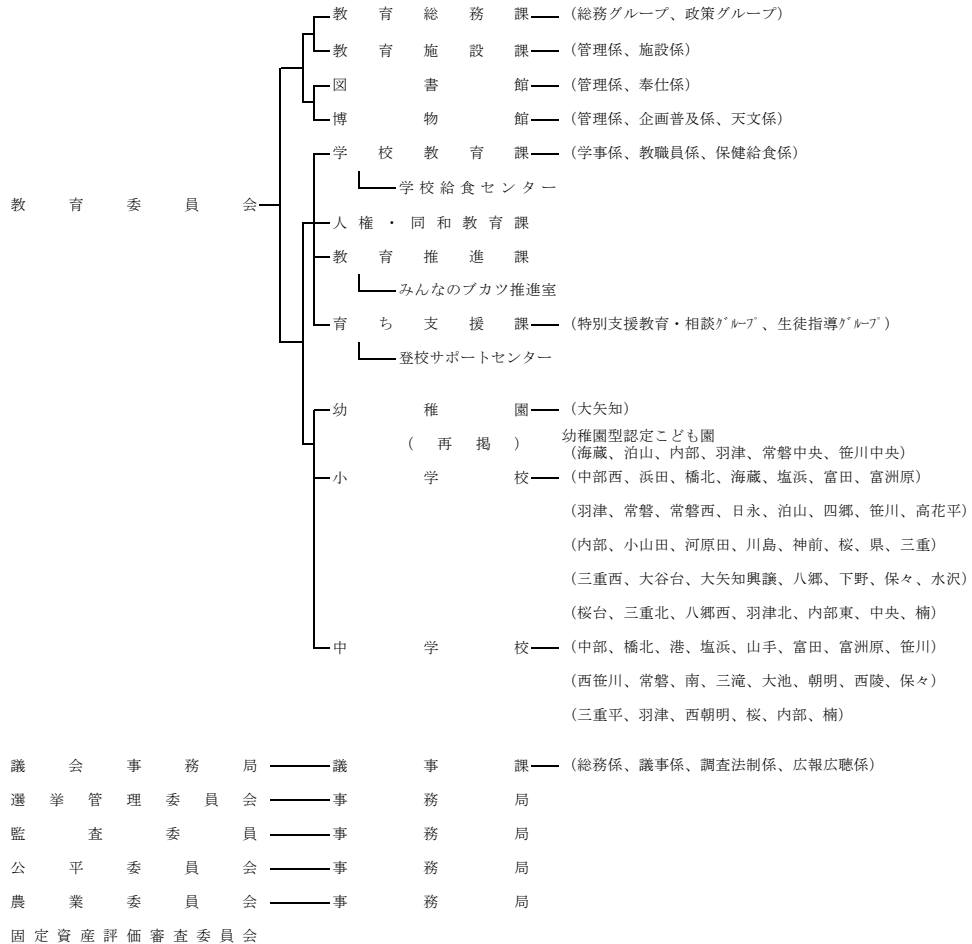 教育総務課 （総務グループ、政策グループ）
教育施設課 （管理係、施設係）
図書館 （管理係、奉仕係）
博物館 （管理係、企画普及係、天文係）
学校教育課 （学事係、教職員係、保健給食係）
学校給食センター
教育委員会
人権・同和教育課
教育推進課
みんなのブカツ推進室
育ち支援課 （特別支援教育・相談ｸﾞﾙｰﾌﾟ、生徒指導ｸﾞﾙｰﾌﾟ）
登校サポートセンター
幼稚園 （大矢知）
（再掲） 幼稚園型認定こども園
（海蔵、泊山、内部、羽津、常磐中央、笹川中央）
小学校 （中部西、浜田、橋北、海蔵、塩浜、富田、富洲原）
（羽津、常磐、常磐西、日永、泊山、四郷、笹川、高花平）
（内部、小山田、河原田、川島、神前、桜、県、三重）
（三重西、大谷台、大矢知興譲、八郷、下野、保々、水沢）
（桜台、三重北、八郷西、羽津北、内部東、中央、楠）
中学校 （中部、橋北、港、塩浜、山手、富田、富洲原、笹川）
（西笹川、常磐、南、三滝、大池、朝明、西陵、保々）
（三重平、羽津、西朝明、桜、内部、楠）
議会事務局 議事課 （総務係、議事係、調査法制係、広報広聴係）
選挙管理委員会 事務局
監査委員 事務局
公平委員会 事務局
農業委員会 事務局
固定資産評価審査委員会